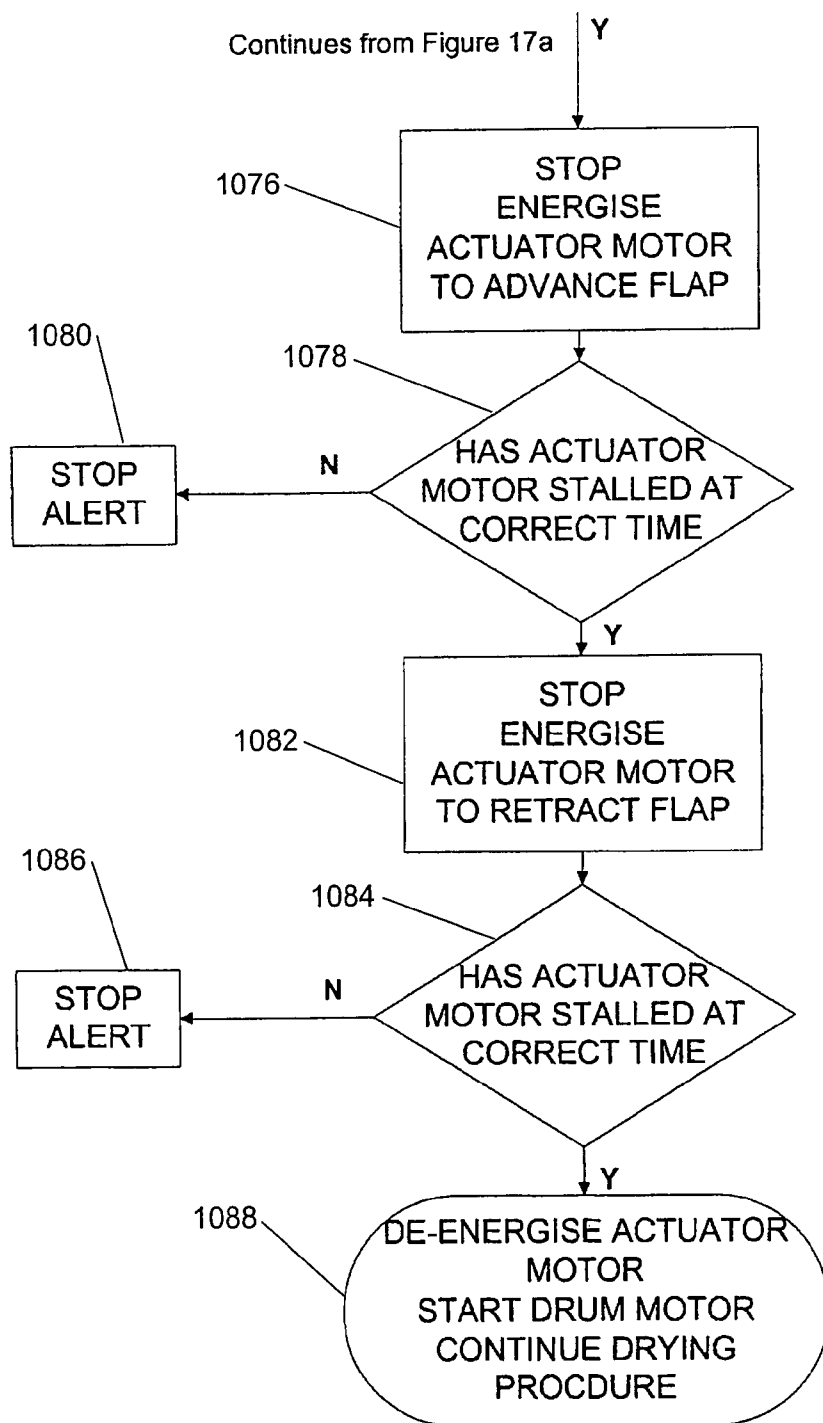 Continues from Figure 17a
Y
1076
STOP
ENERGISE
ACTUATOR MOTOR
TO ADVANCE FLAP
1080
1078
STOP
ALERT
N
HAS ACTUATOR
MOTOR STALLED AT
CORRECT TIME
Y
1082
STOP
ENERGISE
ACTUATOR MOTOR
TO RETRACT FLAP
1086
1084
STOP
ALERT
N
HAS ACTUATOR
MOTOR STALLED AT
CORRECT TIME
Y
1088
DE-ENERGISE ACTUATOR
MOTOR
START DRUM MOTOR
CONTINUE DRYING
PROCDURE